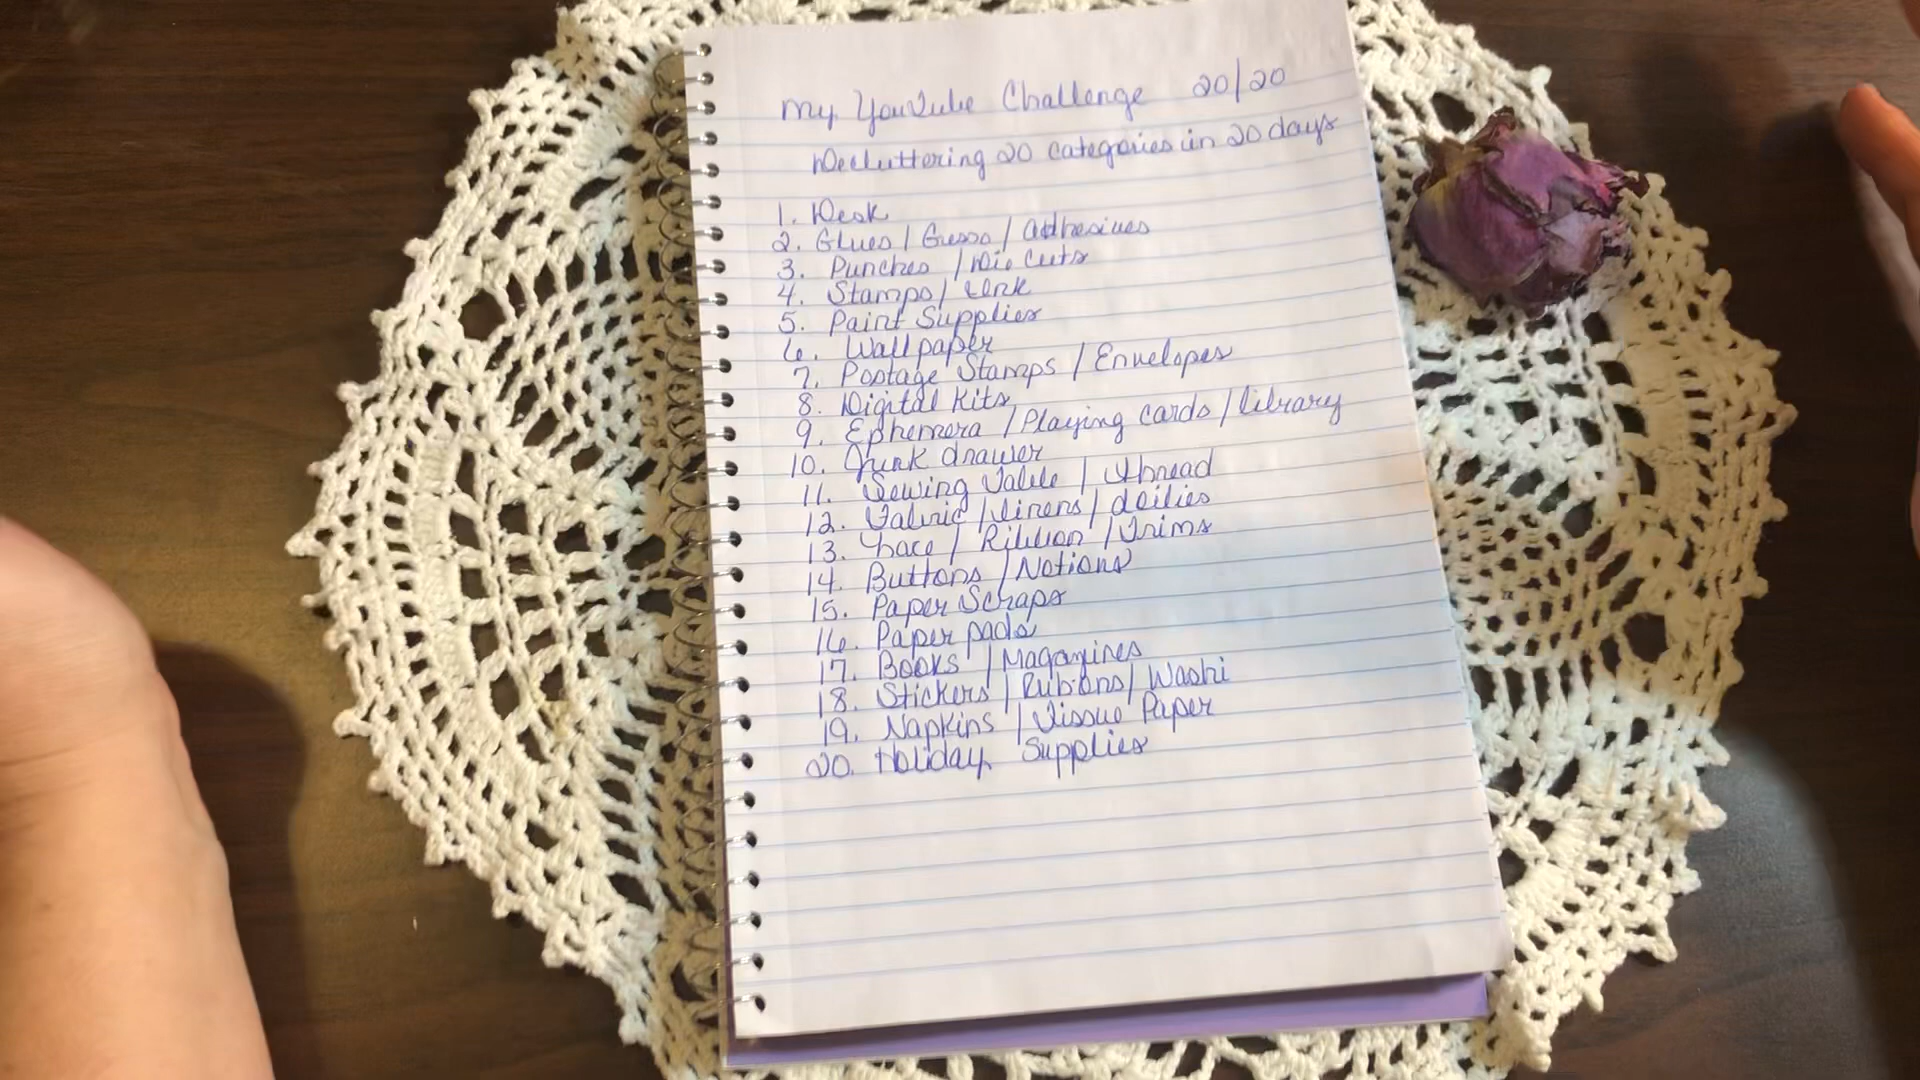 My YouTube Challenge 20/20
Decluttering 20 categories in 20 days
1. Desk
2. Glues / Gesso / Adhesives
3. Punches / Die Cuts
4. Stamps / Ink
5. Paint Supplies
6. Wallpaper
7. Postage Stamps / Envelopes
8. Digital Kits
9. Ephemera / Playing cards / library
10. Junk drawer
11. Sewing Table / Thread
12. Fabric / Linens / doilies
13. Lace / Ribbon / Trims
14. Buttons / Notions
15. Paper Scraps
16. Paper pads
17. Books / Magazines
18. Stickers / Rub-ons / Washi
19. Napkins / Tissue Paper
20. Holiday Supplies